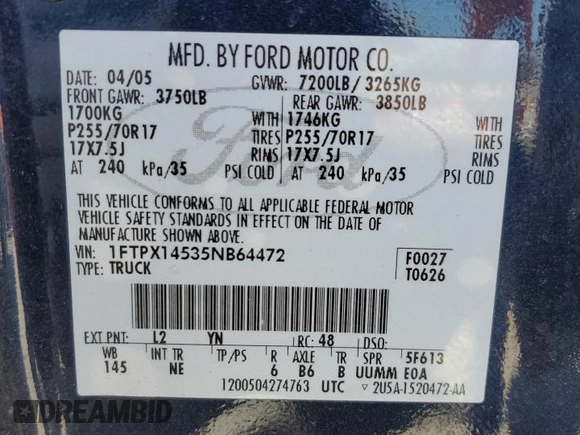 MFD. BY FORD MOTOR CO.
DATE: 04/05 GVWR: 7200LB/ 3265KG
FRONT GAWR: 3750LB REAR GAWR: 3850LB
1700KG WITH 1746KG WITH
P255/70R17 TIRES P255/70R17 TIRES
17X7.5J RIMS 17X7.5J RIMS
AT 240 kPa/35 PSI COLD AT 240 kPa/35 PSI COLD
THIS VEHICLE CONFORMS TO ALL APPLICABLE FEDERAL MOTOR
VEHICLE SAFETY STANDARDS IN EFFECT ON THE DATE OF
MANUFACTURE SHOWN ABOVE.
VIN: 1FTPX14535NB64472 F0027
TYPE: TRUCK T0626
Ford
EXT PNT: L2 YN RC: 48 DSO:
WB INT TR TP/PS R AXLE TR SPR 5F613
145 NE 6 B6 B UUMM E0A
1200504274763 UTC 2U5A-1520472-AA
DREAMBID